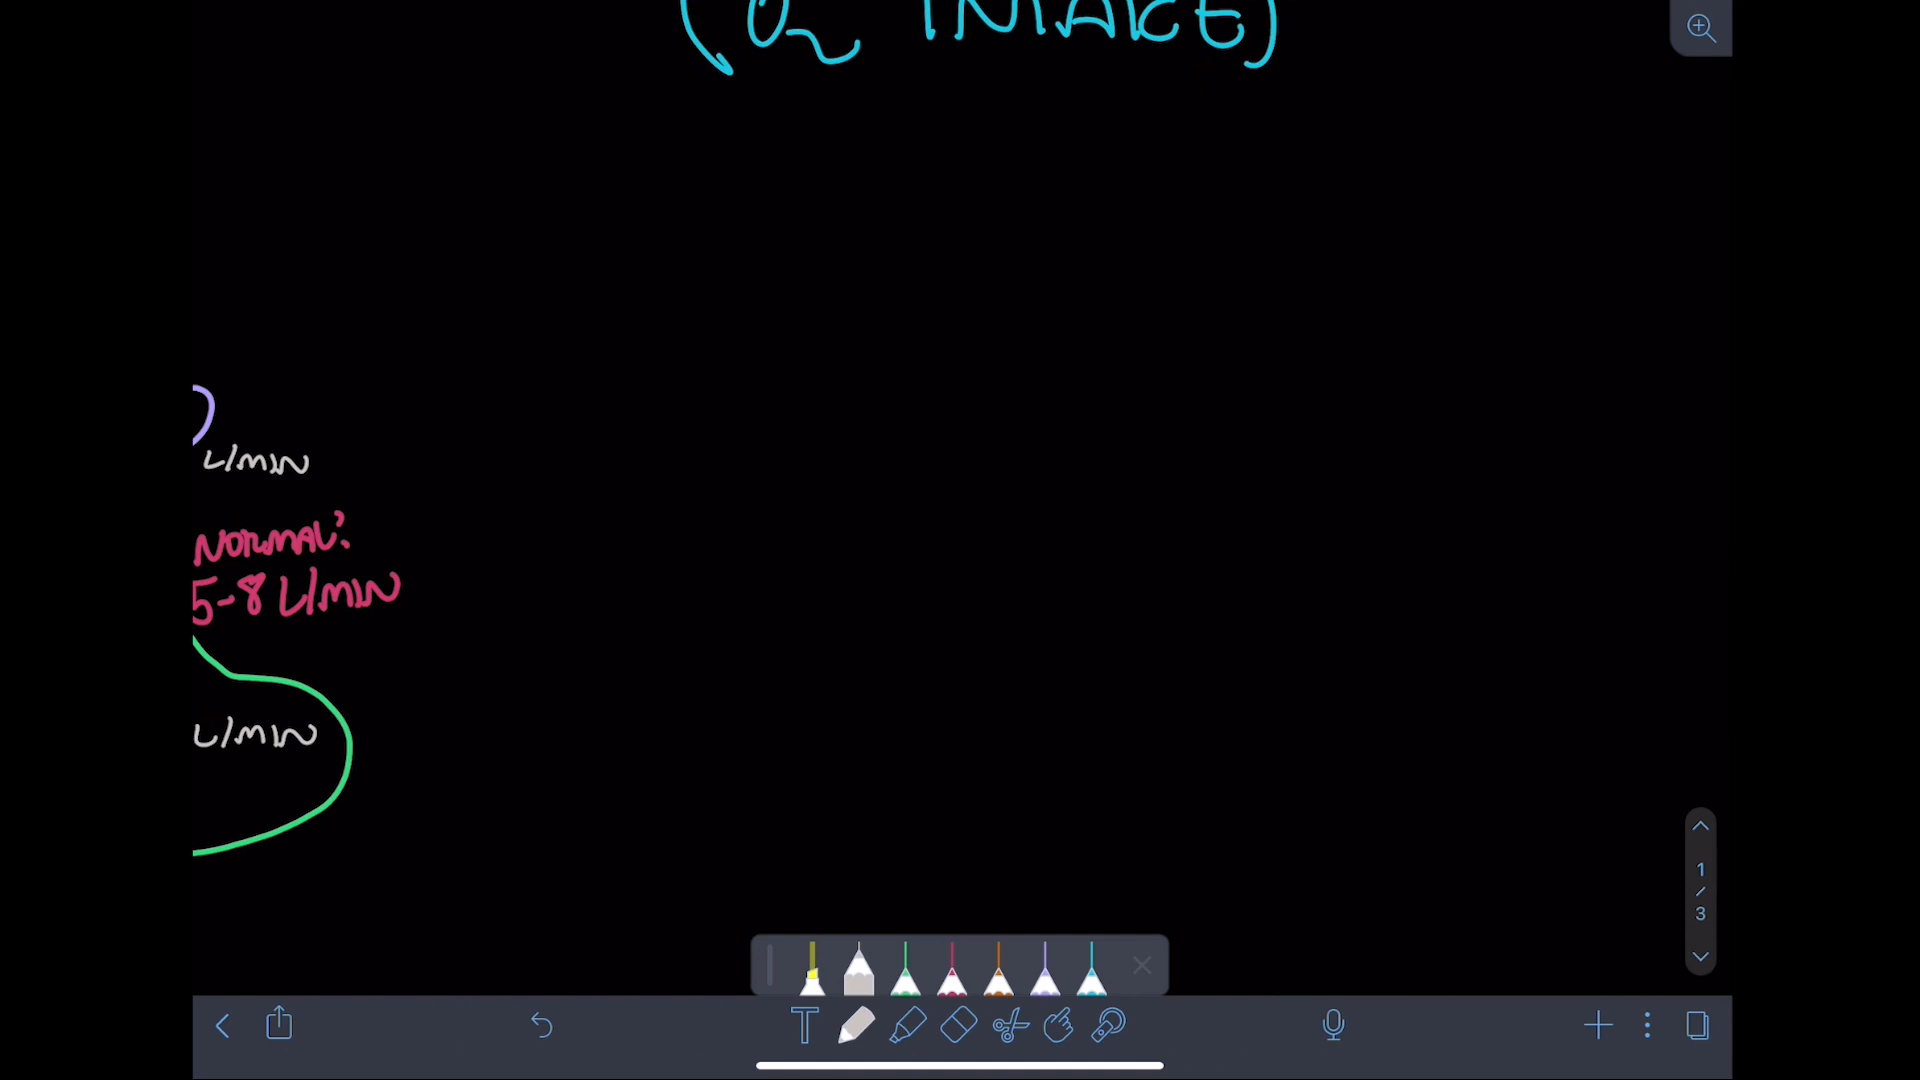 (O₂ INTAKE)
L/MIN
NORMAL:
5-8 L/MIN
L/MIN
1
/
3
T